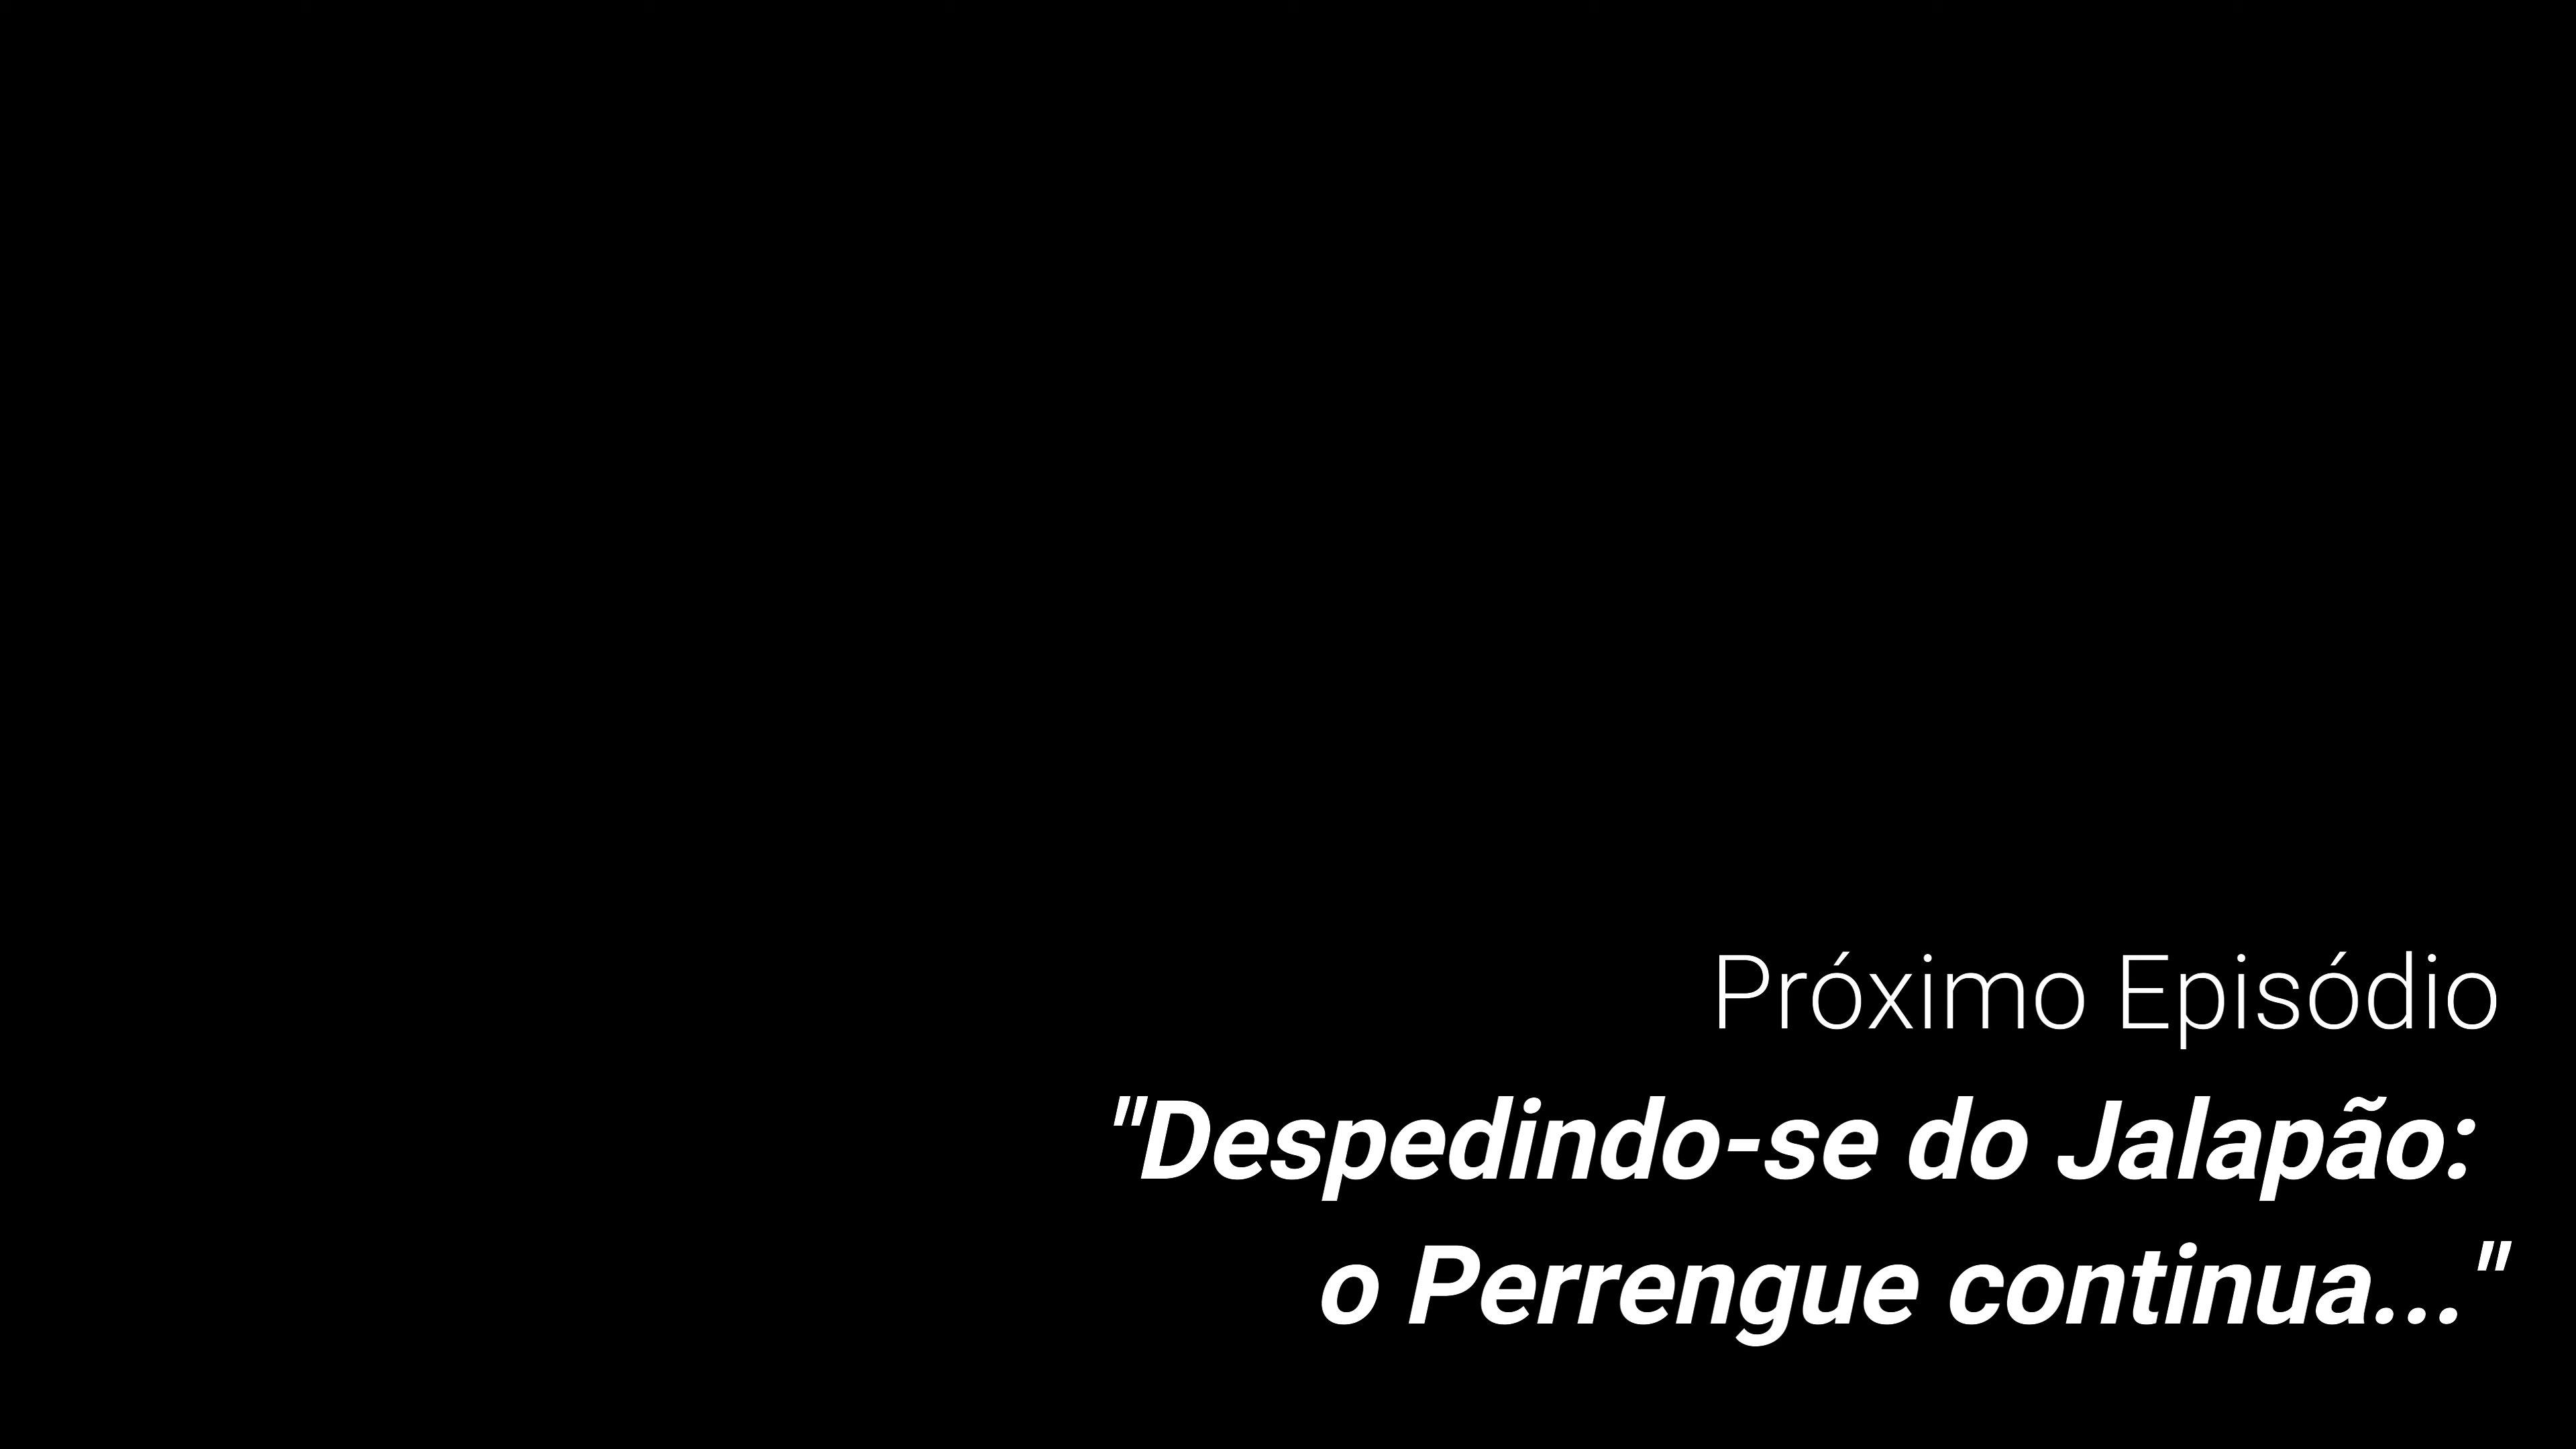 Próximo Episódio
"Despedindo-se do Jalapão:
o Perrengue continua..."